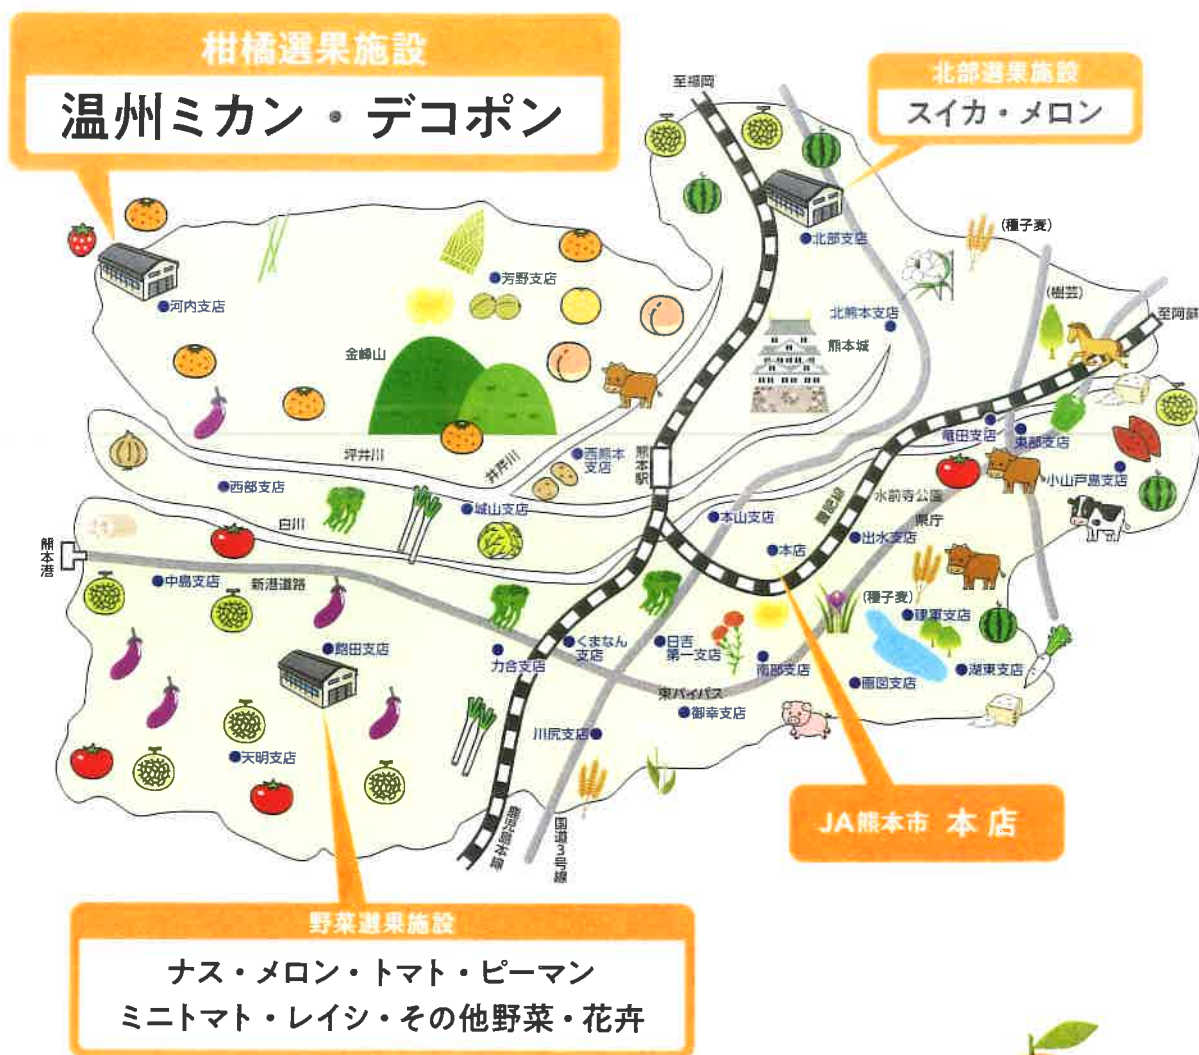 柑橘選果施設
温州ミカン・デコポン
北部選果施設
スイカ・メロン
至福岡
北部支店
(種子麦)
(樹芸)
至阿蘇
河内支店
芳野支店
金峰山
北熊本支店
熊本城
竜田支店
東部支店
小山戸島支店
坪井川
井芹川
西熊本
支店
熊本駅
西部支店
城山支店
白川
本山支店
豊肥線
水前寺公園
県庁
出水支店
本店
熊本港
中島支店
新港道路
(種子麦)
健軍支店
飽田支店
力合支店
くまなん
支店
日吉
第一支店
南部支店
画図支店
湖東支店
東バイパス
御幸支店
川尻支店
天明支店
鹿児島本線
国道3号線
JA熊本市 本店
野菜選果施設
ナス・メロン・トマト・ピーマン
ミニトマト・レイシ・その他野菜・花卉